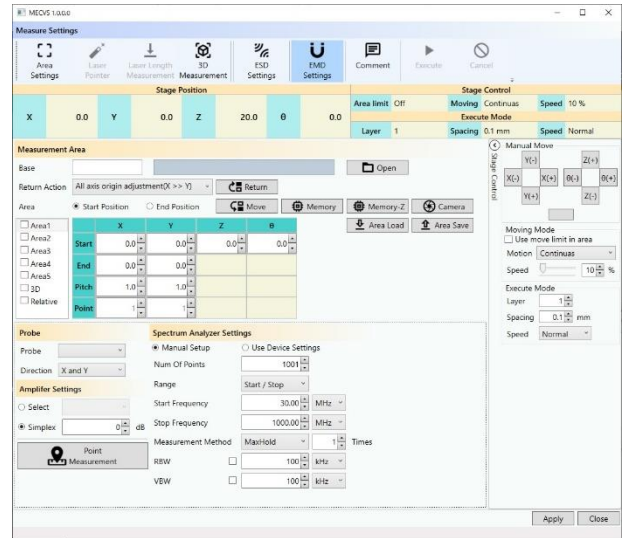 MECVS 1.0.0.0
Measure Settings
Area Settings
Laser Pointer
Laser Length Measurement
3D Measurement
ESD Settings
EMD Settings
Comment
Execute
Cancel
Stage Position
Stage Control
X 0.0 Y 0.0 Z 20.0 θ 0.0
Area limit Off Moving Continuas Speed 10 %
Execute Mode
Layer 1 Spacing 0.1 mm Speed Normal
Measurement Area
Base Open
Return Action All axis origin adjustment(X >> Y) Return
Area Start Position End Position Move Memory Memory-Z Camera
Area Load Area Save
Area1
Area2
Area3
Area4
Area5
3D
Relative
X Y Z θ
Start 0.0 0.0 0.0 0.0
End 0.0 0.0
Pitch 1.0 1.0
Point 1 1
Stage Control
Manual Move
Y(-) Z(+)
X(-) X(+) θ(-) θ(+)
Y(+) Z(-)
Moving Mode
Use move limit in area
Motion Continuas
Speed 10 %
Execute Mode
Layer 1
Spacing 0.1 mm
Speed Normal
Probe
Probe
Direction X and Y
Amplifer Settings
Select
Simplex 0 dB
Point Measurement
Spectrum Analyzer Settings
Manual Setup Use Device Settings
Num Of Points 1001
Range Start / Stop
Start Frequency 30.00 MHz
Stop Frequency 1000.00 MHz
Measurement Method MaxHold 1 Times
RBW 100 kHz
VBW 100 kHz
Apply Close